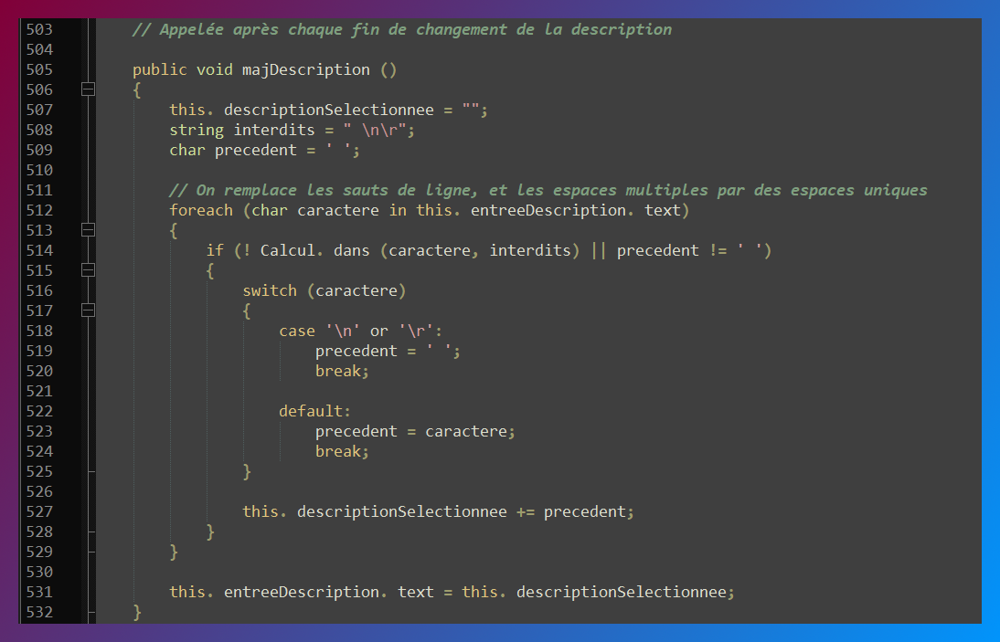 503 // Appelée après chaque fin de changement de la description
504
505 public void majDescription ()
506 {
507 this. descriptionSelectionnee = "";
508 string interdits = " \n\r";
509 char precedent = ' ';
510
511 // On remplace les sauts de ligne, et les espaces multiples par des espaces uniques
512 foreach (char caractere in this. entreeDescription. text)
513 {
514 if (! Calcul. dans (caractere, interdits) || precedent != ' ')
515 {
516 switch (caractere)
517 {
518 case '\n' or '\r':
519 precedent = ' ';
520 break;
521
522 default:
523 precedent = caractere;
524 break;
525 }
526
527 this. descriptionSelectionnee += precedent;
528 }
529 }
530
531 this. entreeDescription. text = this. descriptionSelectionnee;
532 }